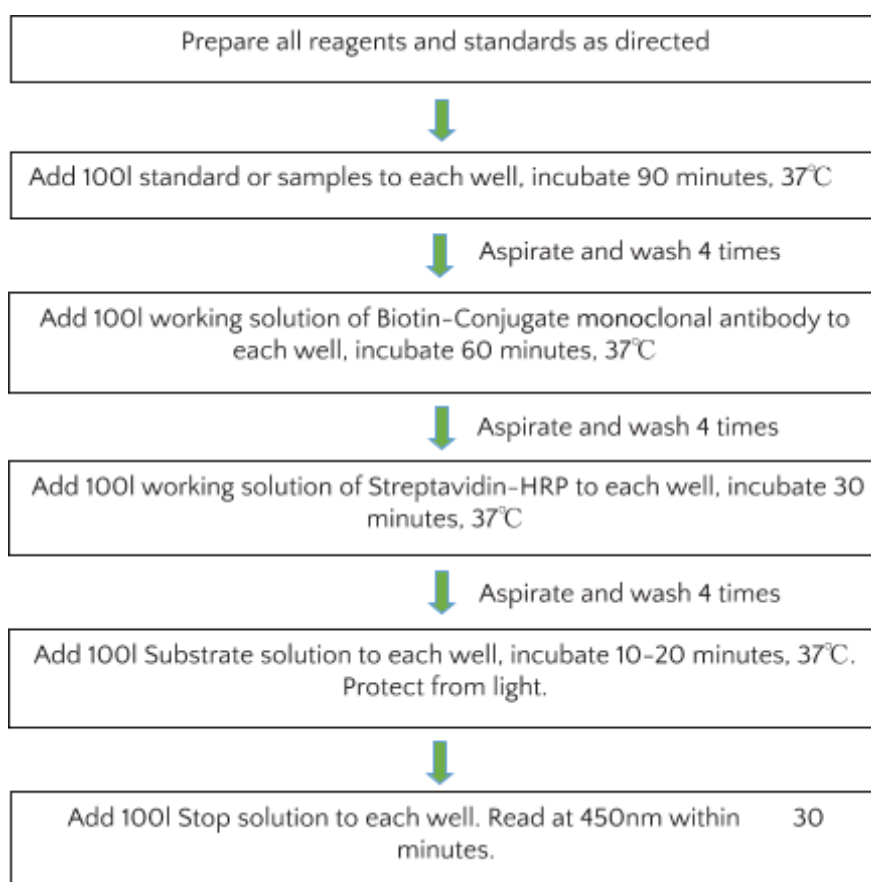 Prepare all reagents and standards as directed
Add 100l standard or samples to each well, incubate 90 minutes, 37℃
Aspirate and wash 4 times
Add 100l working solution of Biotin-Conjugate monoclonal antibody to
each well, incubate 60 minutes, 37℃
Aspirate and wash 4 times
Add 100l working solution of Streptavidin-HRP to each well, incubate 30
minutes, 37℃
Aspirate and wash 4 times
Add 100l Substrate solution to each well, incubate 10-20 minutes, 37℃.
Protect from light.
Add 100l Stop solution to each well. Read at 450nm within 30
minutes.